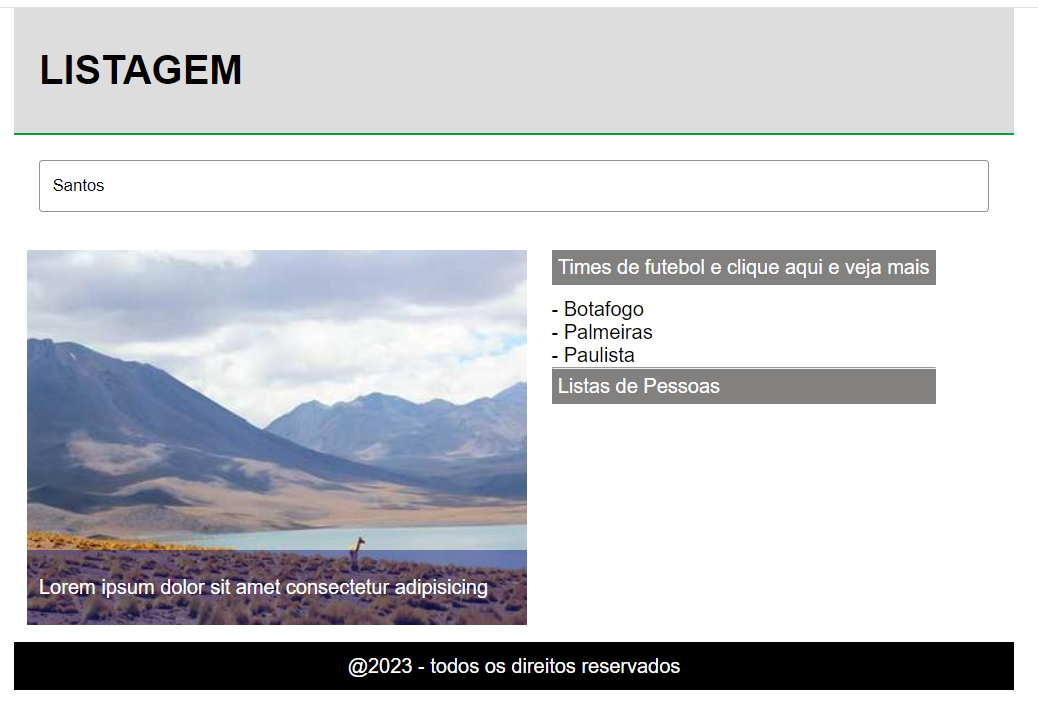 LISTAGEM
Santos
Times de futebol e clique aqui e veja mais
- Botafogo
- Palmeiras
- Paulista
Listas de Pessoas
Lorem ipsum dolor sit amet consectetur adipisicing
@2023 - todos os direitos reservados